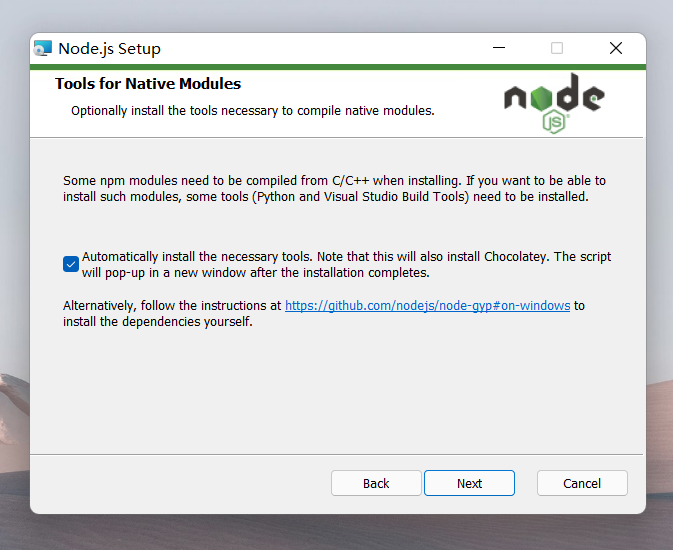 Node.js Setup
Tools for Native Modules
Optionally install the tools necessary to compile native modules.
node
JS
Some npm modules need to be compiled from C/C++ when installing. If you want to be able to
install such modules, some tools (Python and Visual Studio Build Tools) need to be installed.
Automatically install the necessary tools. Note that this will also install Chocolatey. The script
will pop-up in a new window after the installation completes.
Alternatively, follow the instructions at https://github.com/nodejs/node-gyp#on-windows to
install the dependencies yourself.
Back
Next
Cancel